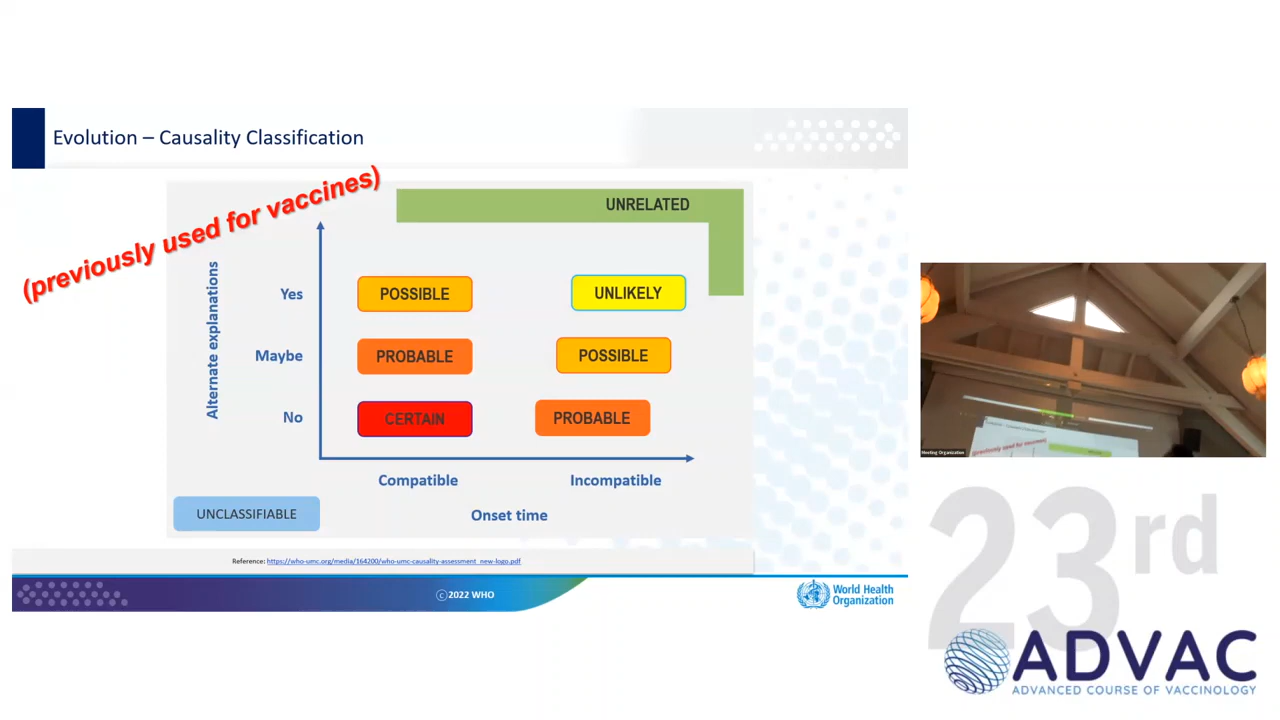 Evolution – Causality Classification
(previously used for vaccines)
UNRELATED
Alternate explanations
Yes
POSSIBLE
UNLIKELY
Maybe
PROBABLE
POSSIBLE
No
CERTAIN
PROBABLE
Compatible
Incompatible
UNCLASSIFIABLE
Onset time
Reference: https://who-umc.org/media/164200/who-umc-causality-assessment_new-logo.pdf
©2022 WHO
World Health
Organization
Meeting Organization
23rd
ADVAC
ADVANCED COURSE OF VACCINOLOGY